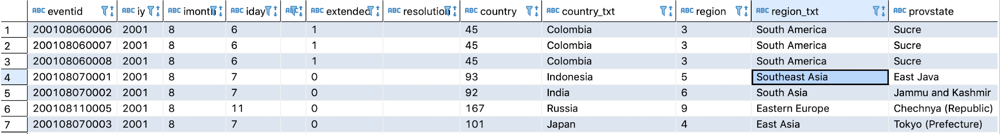 ABC eventid ABC iy ABC imonth ABC iday ABC ABC extended ABC resolution ABC country ABC country_txt ABC region ABC region_txt ABC provstate
1 200108060006 2001 8 6 1 45 Colombia 3 South America Sucre
2 200108060007 2001 8 6 1 45 Colombia 3 South America Sucre
3 200108060008 2001 8 6 1 45 Colombia 3 South America Sucre
4 200108070001 2001 8 7 0 93 Indonesia 5 Southeast Asia East Java
5 200108070002 2001 8 7 0 92 India 6 South Asia Jammu and Kashmir
6 200108110005 2001 8 11 0 167 Russia 9 Eastern Europe Chechnya (Republic)
7 200108070003 2001 8 7 0 101 Japan 4 East Asia Tokyo (Prefecture)